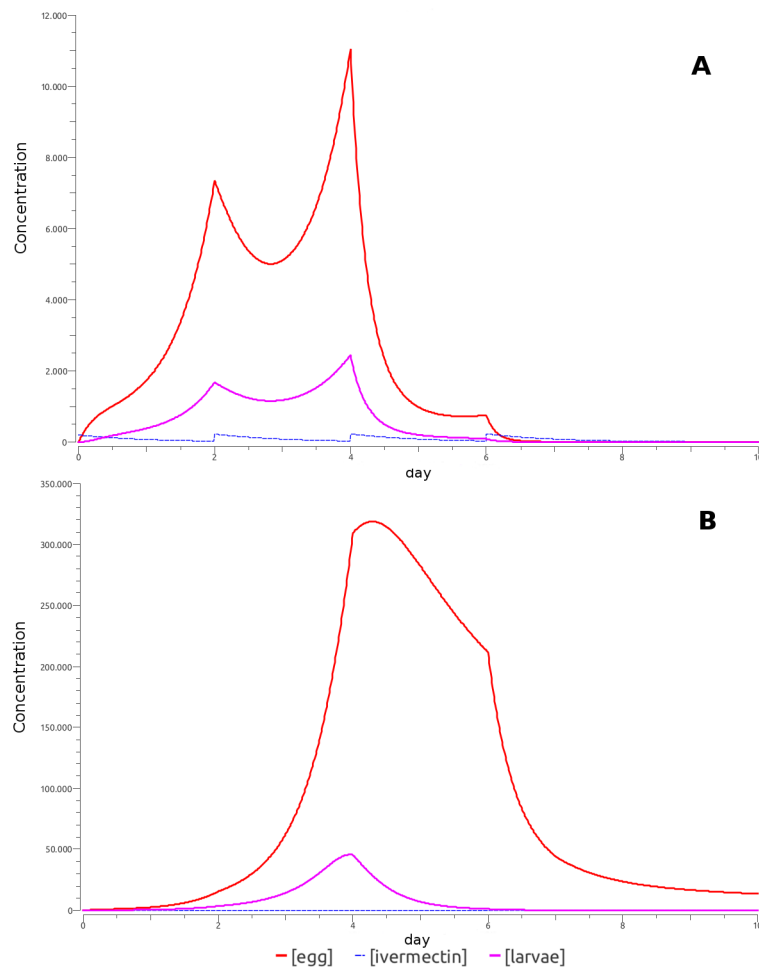 12.000
A
10.000
8.000
6.000
4.000
2.000
0
Concentration
0 2 4 6 8 10
day
350.000
B
300.000
250.000
200.000
150.000
100.000
50.000
0
Concentration
0 2 4 6 8 10
day
[egg] [ivermectin] [larvae]